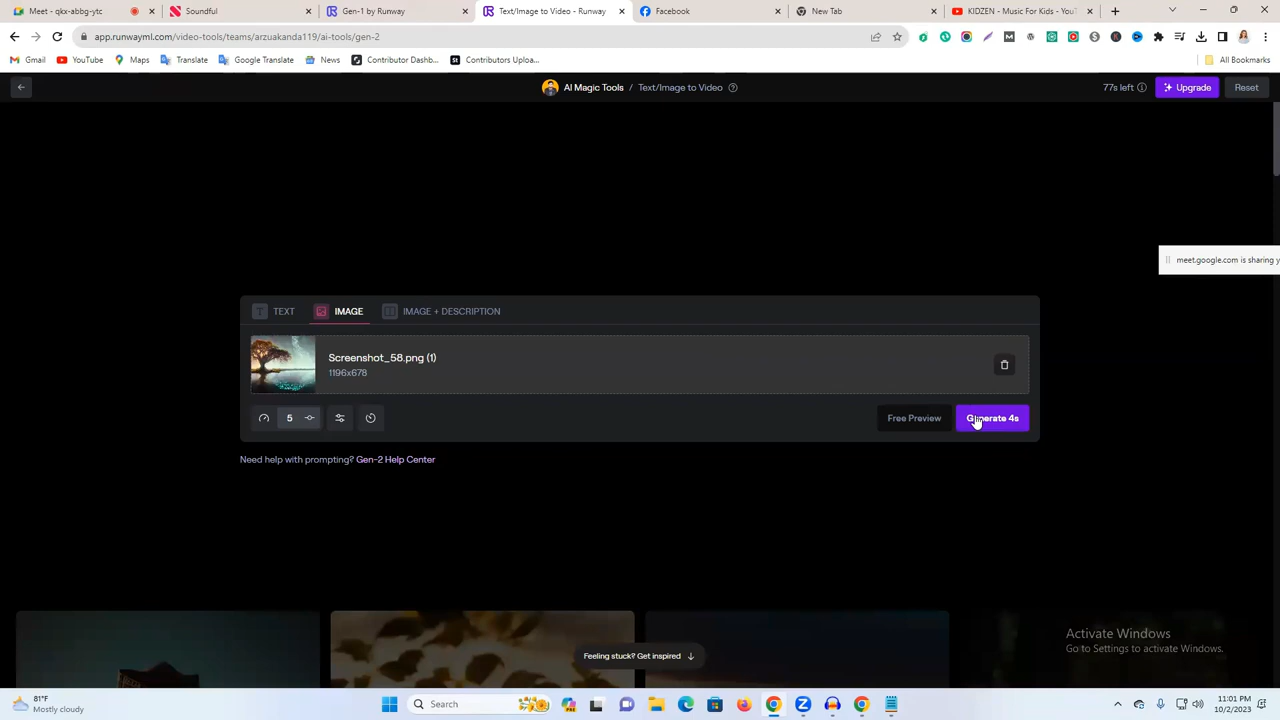 Meet - qkx-abbg-ytc
Soundful
Gen-1 by Runway
Text/Image to Video - Runway
Facebook
New Tab
KIDZEN - Music For Kids - You
app.runwayml.com/video-tools/teams/arzuakanda119/ai-tools/gen-2
Gmail
YouTube
Maps
Translate
Google Translate
News
Contributor Dashb...
Contributors Uploa...
All Bookmarks
AI Magic Tools / Text/Image to Video
77s left
Upgrade
Reset
meet.google.com is sharing y
TEXT
IMAGE
IMAGE + DESCRIPTION
Screenshot_58.png (1)
1196x678
5
Free Preview
Generate 4s
Need help with prompting? Gen-2 Help Center
Feeling stuck? Get inspired
Activate Windows
Go to Settings to activate Windows.
81°F
Mostly cloudy
Search
11:01 PM
10/2/2023